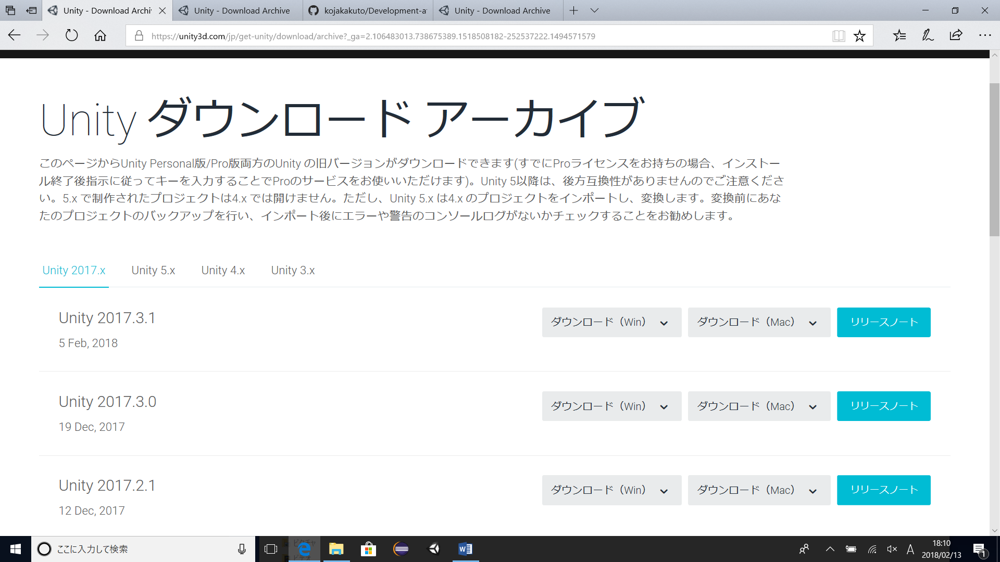 Unity - Download Archi
Unity - Download Archive
kojakakuto/Development-a
Unity - Download Archive
https://unity3d.com/jp/get-unity/download/archive?_ga=2.106483013.738675389.1518508182-252537222.1494571579
Unity ダウンロード アーカイブ
このページからUnity Personal版/Pro版両方のUnity の旧バージョンがダウンロードできます(すでにProライセンスをお持ちの場合、インストー
ル終了後指示に従ってキーを入力することでProのサービスをお使いいただけます)。Unity 5以降は、後方互換性がありませんのでご注意くださ
い。5.x で制作されたプロジェクトは4.x では開けません。ただし、Unity 5.x は4.x のプロジェクトをインポートし、変換します。変換前にあな
たのプロジェクトのバックアップを行い、インポート後にエラーや警告のコンソールログがないかチェックすることをお勧めします。
Unity 2017.x
Unity 5.x
Unity 4.x
Unity 3.x
Unity 2017.3.1
ダウンロード（Win）
ダウンロード（Mac）
リリースノート
5 Feb, 2018
Unity 2017.3.0
ダウンロード（Win）
ダウンロード（Mac）
リリースノート
19 Dec, 2017
Unity 2017.2.1
ダウンロード（Win）
ダウンロード（Mac）
リリースノート
12 Dec, 2017
ここに入力して検索
ピクチャ
ビデオ
A
18:10
2018/02/13
1